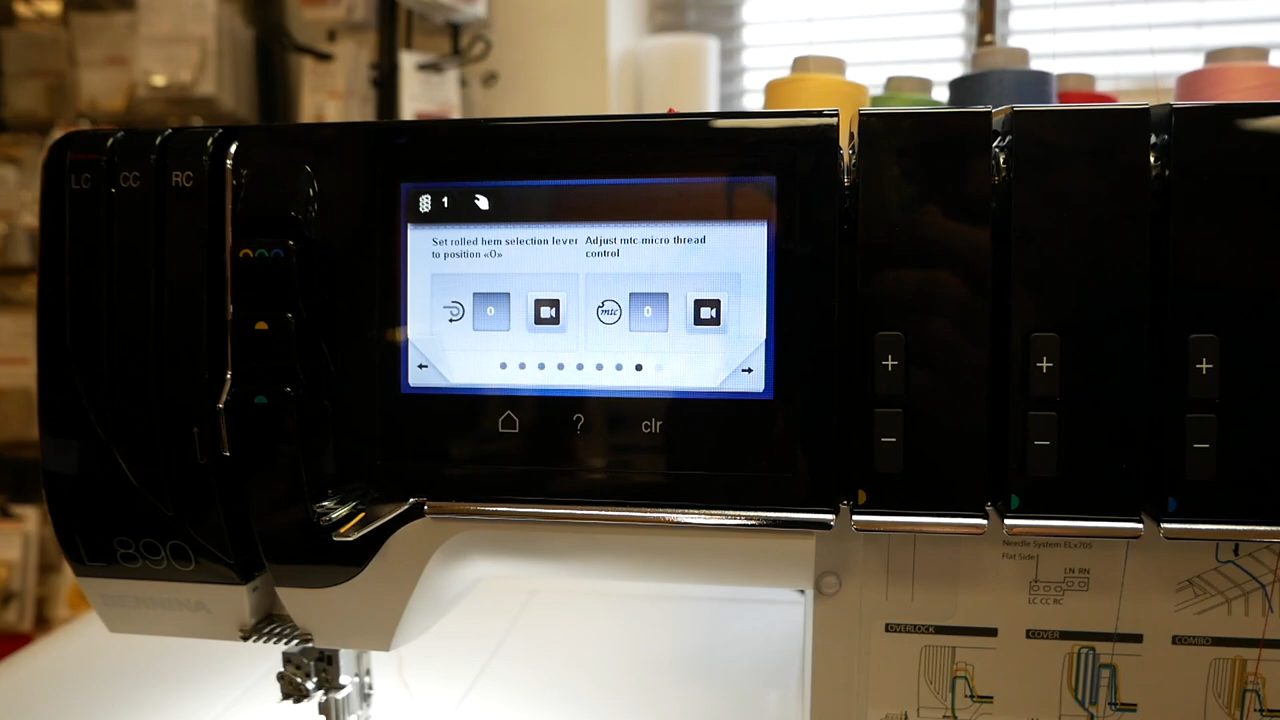 LC CC RC
1
Set rolled hem selection lever
to position «O»
Adjust mtc-micro thread
control
0
mtc
0
?
clr
+
+
+
−
−
−
L 890
BERNINA
Needle System ELx705
Flat Side
LN RN
LC CC RC
OVERLOCK
COVER
COMBO